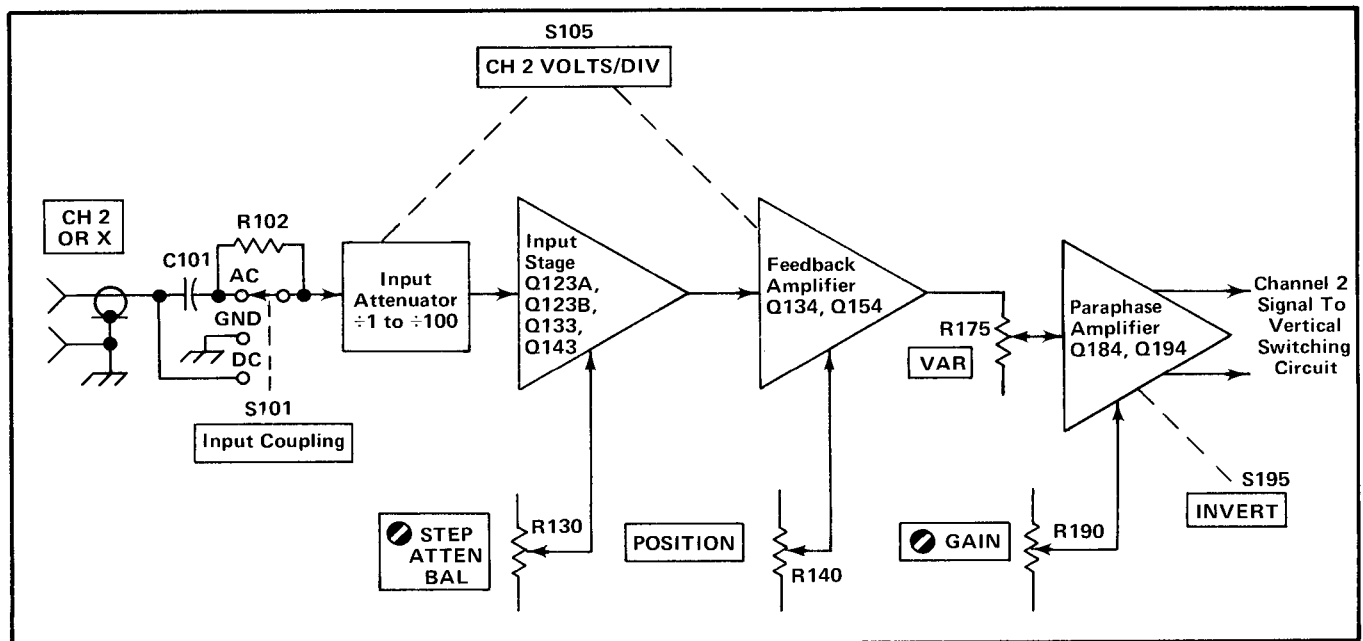 S105
CH 2 VOLTS/DIV
CH 2
OR X
C101
R102
AC
GND
DC
S101
Input Coupling
Input
Attenuator
÷1 to ÷100
Input
Stage
Q123A,
Q123B,
Q133,
Q143
Feedback
Amplifier
Q134, Q154
R175
VAR
Paraphase
Amplifier
Q184, Q194
Channel 2
Signal To
Vertical
Switching
Circuit
STEP
ATTEN
BAL
R130
POSITION
R140
GAIN
R190
S195
INVERT